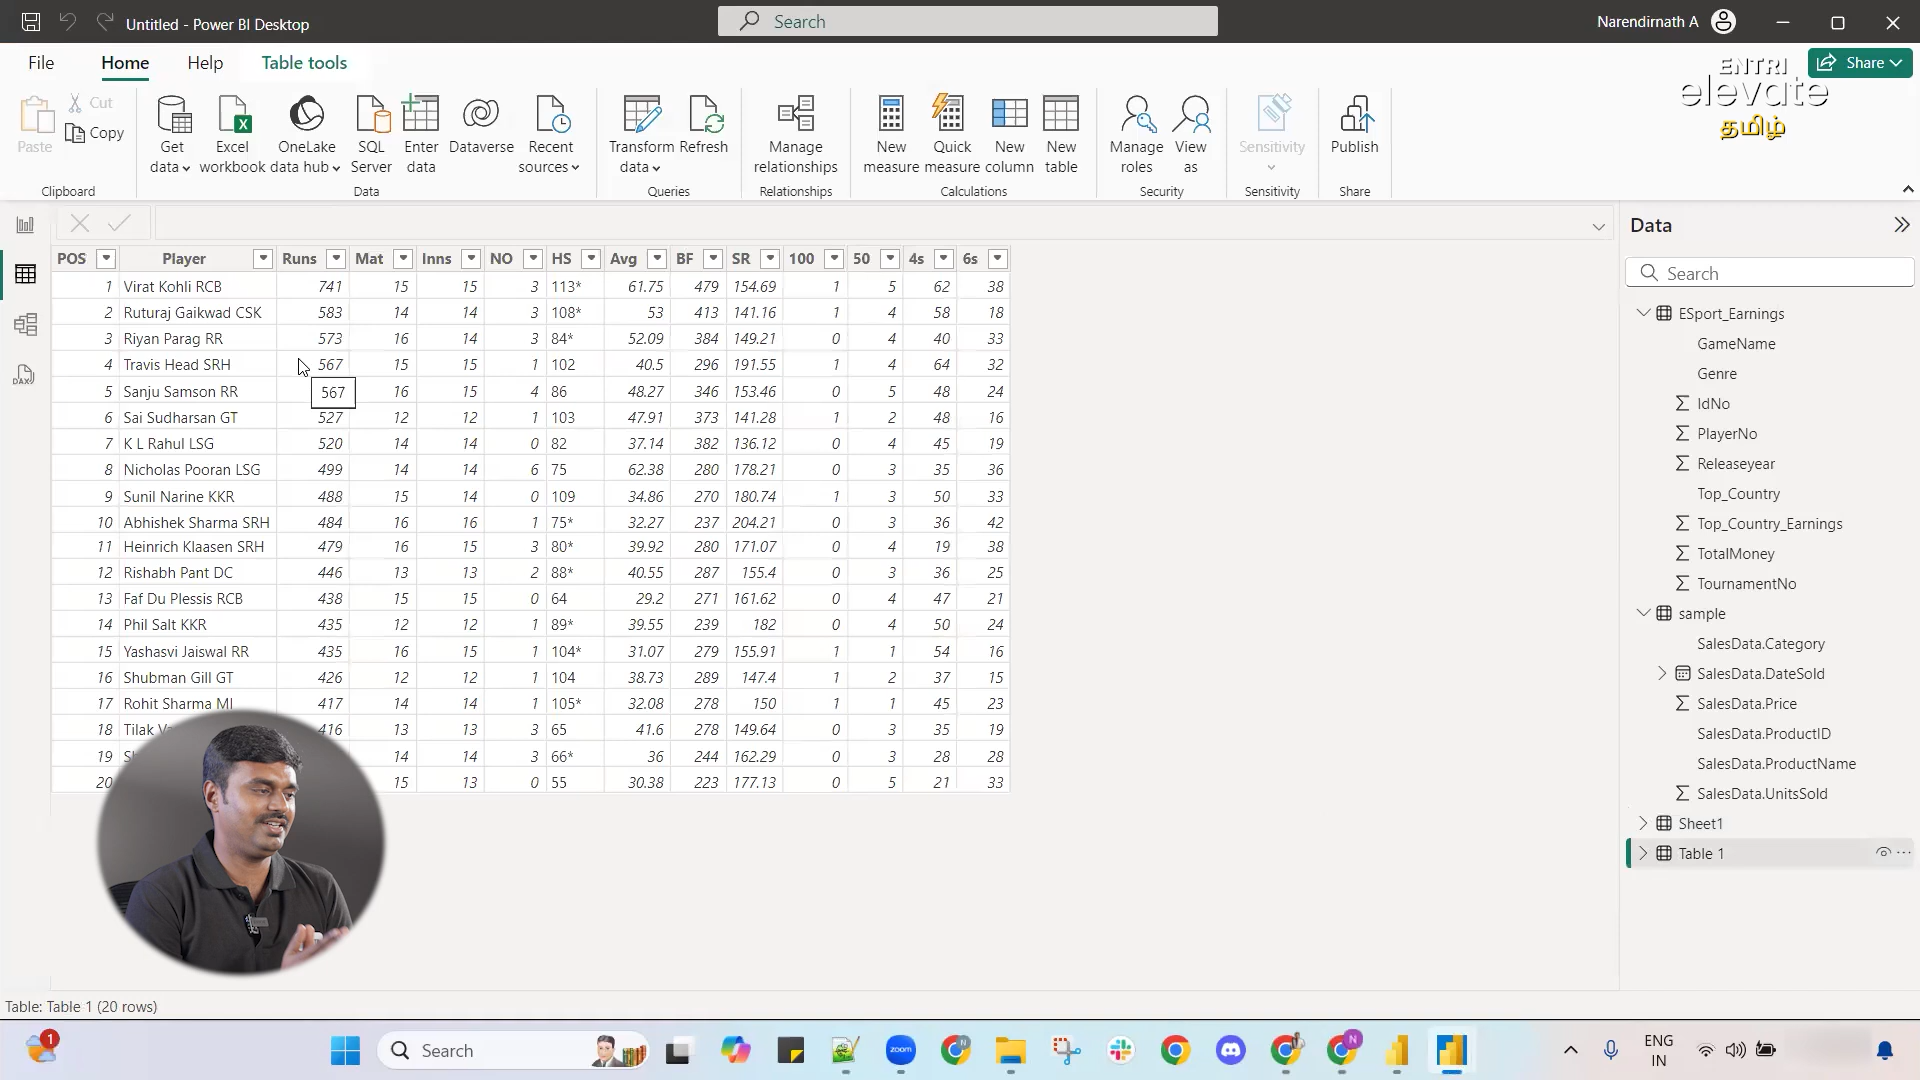 Untitled - Power BI Desktop
Search
Narendirnath A
File Home Help Table tools
Share
ENTRI
elevate
தமிழ்
Paste
Cut
Copy
Get data
Excel workbook
OneLake data hub
SQL Server
Enter data
Dataverse
Recent sources
Transform data
Refresh
Manage relationships
New measure
Quick measure
New column
New table
Manage roles
View as
Sensitivity
Publish
Clipboard
Data
Queries
Relationships
Calculations
Security
Sensitivity
Share
POS Player Runs Mat Inns NO HS Avg BF SR 100 50 4s 6s
1 Virat Kohli RCB 741 15 15 3 113* 61.75 479 154.69 1 5 62 38
2 Ruturaj Gaikwad CSK 583 14 14 3 108* 53 413 141.16 1 4 58 18
3 Riyan Parag RR 573 16 14 3 84* 52.09 384 149.21 0 4 40 33
4 Travis Head SRH 567 15 15 1 102 40.5 296 191.55 1 4 64 32
567
5 Sanju Samson RR 16 15 4 86 48.27 346 153.46 0 5 48 24
6 Sai Sudharsan GT 527 12 12 1 103 47.91 373 141.28 1 2 48 16
7 K L Rahul LSG 520 14 14 0 82 37.14 382 136.12 0 4 45 19
8 Nicholas Pooran LSG 499 14 14 6 75 62.38 280 178.21 0 3 35 36
9 Sunil Narine KKR 488 15 14 0 109 34.86 270 180.74 1 3 50 33
10 Abhishek Sharma SRH 484 16 16 1 75* 32.27 237 204.21 0 3 36 42
11 Heinrich Klaasen SRH 479 16 15 3 80* 39.92 280 171.07 0 4 19 38
12 Rishabh Pant DC 446 13 13 2 88* 40.55 287 155.4 0 3 36 25
13 Faf Du Plessis RCB 438 15 15 0 64 29.2 271 161.62 0 4 47 21
14 Phil Salt KKR 435 12 12 1 89* 39.55 239 182 0 4 50 24
15 Yashasvi Jaiswal RR 435 16 15 1 104* 31.07 279 155.91 1 1 54 16
16 Shubman Gill GT 426 12 12 1 104 38.73 289 147.4 1 2 37 15
17 Rohit Sharma MI 417 14 14 1 105* 32.08 278 150 1 1 45 23
18 Tilak 416 13 13 3 65 41.6 278 149.64 0 3 35 19
19 14 14 3 66* 36 244 162.29 0 3 28 28
20 15 13 0 55 30.38 223 177.13 0 5 21 33
Data
Search
ESport_Earnings
GameName
Genre
IdNo
PlayerNo
Releaseyear
Top_Country
Top_Country_Earnings
TotalMoney
TournamentNo
sample
SalesData.Category
SalesData.DateSold
SalesData.Price
SalesData.ProductID
SalesData.ProductName
SalesData.UnitsSold
Sheet1
Table 1
Table: Table 1 (20 rows)
1
Search
zoom
ENG
IN